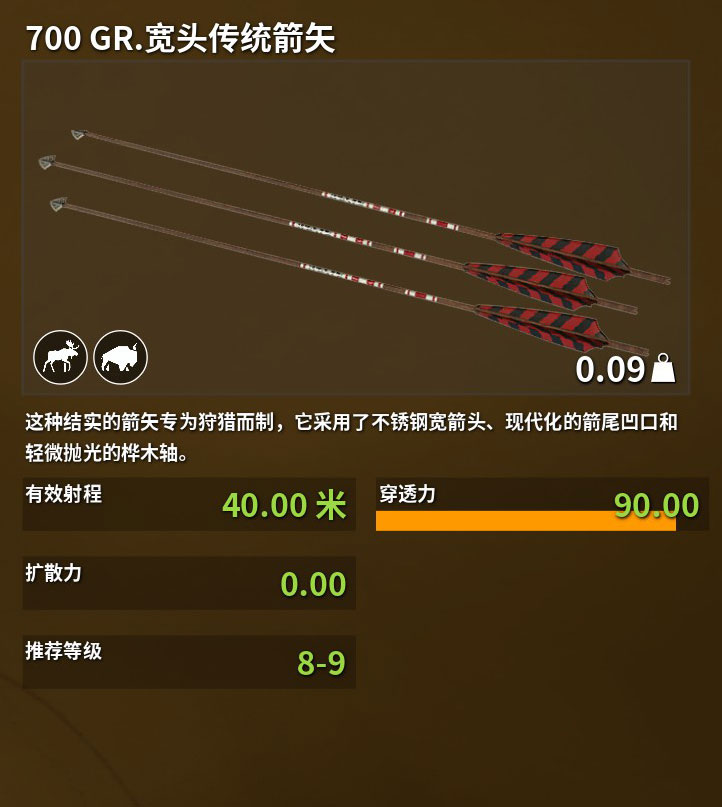 700 GR.宽头传统箭矢
0.09
这种结实的箭矢专为狩猎而制，它采用了不锈钢宽箭头、现代化的箭尾凹口和
轻微抛光的桦木轴。
有效射程 40.00 米
穿透力 90.00
扩散力 0.00
推荐等级 8-9